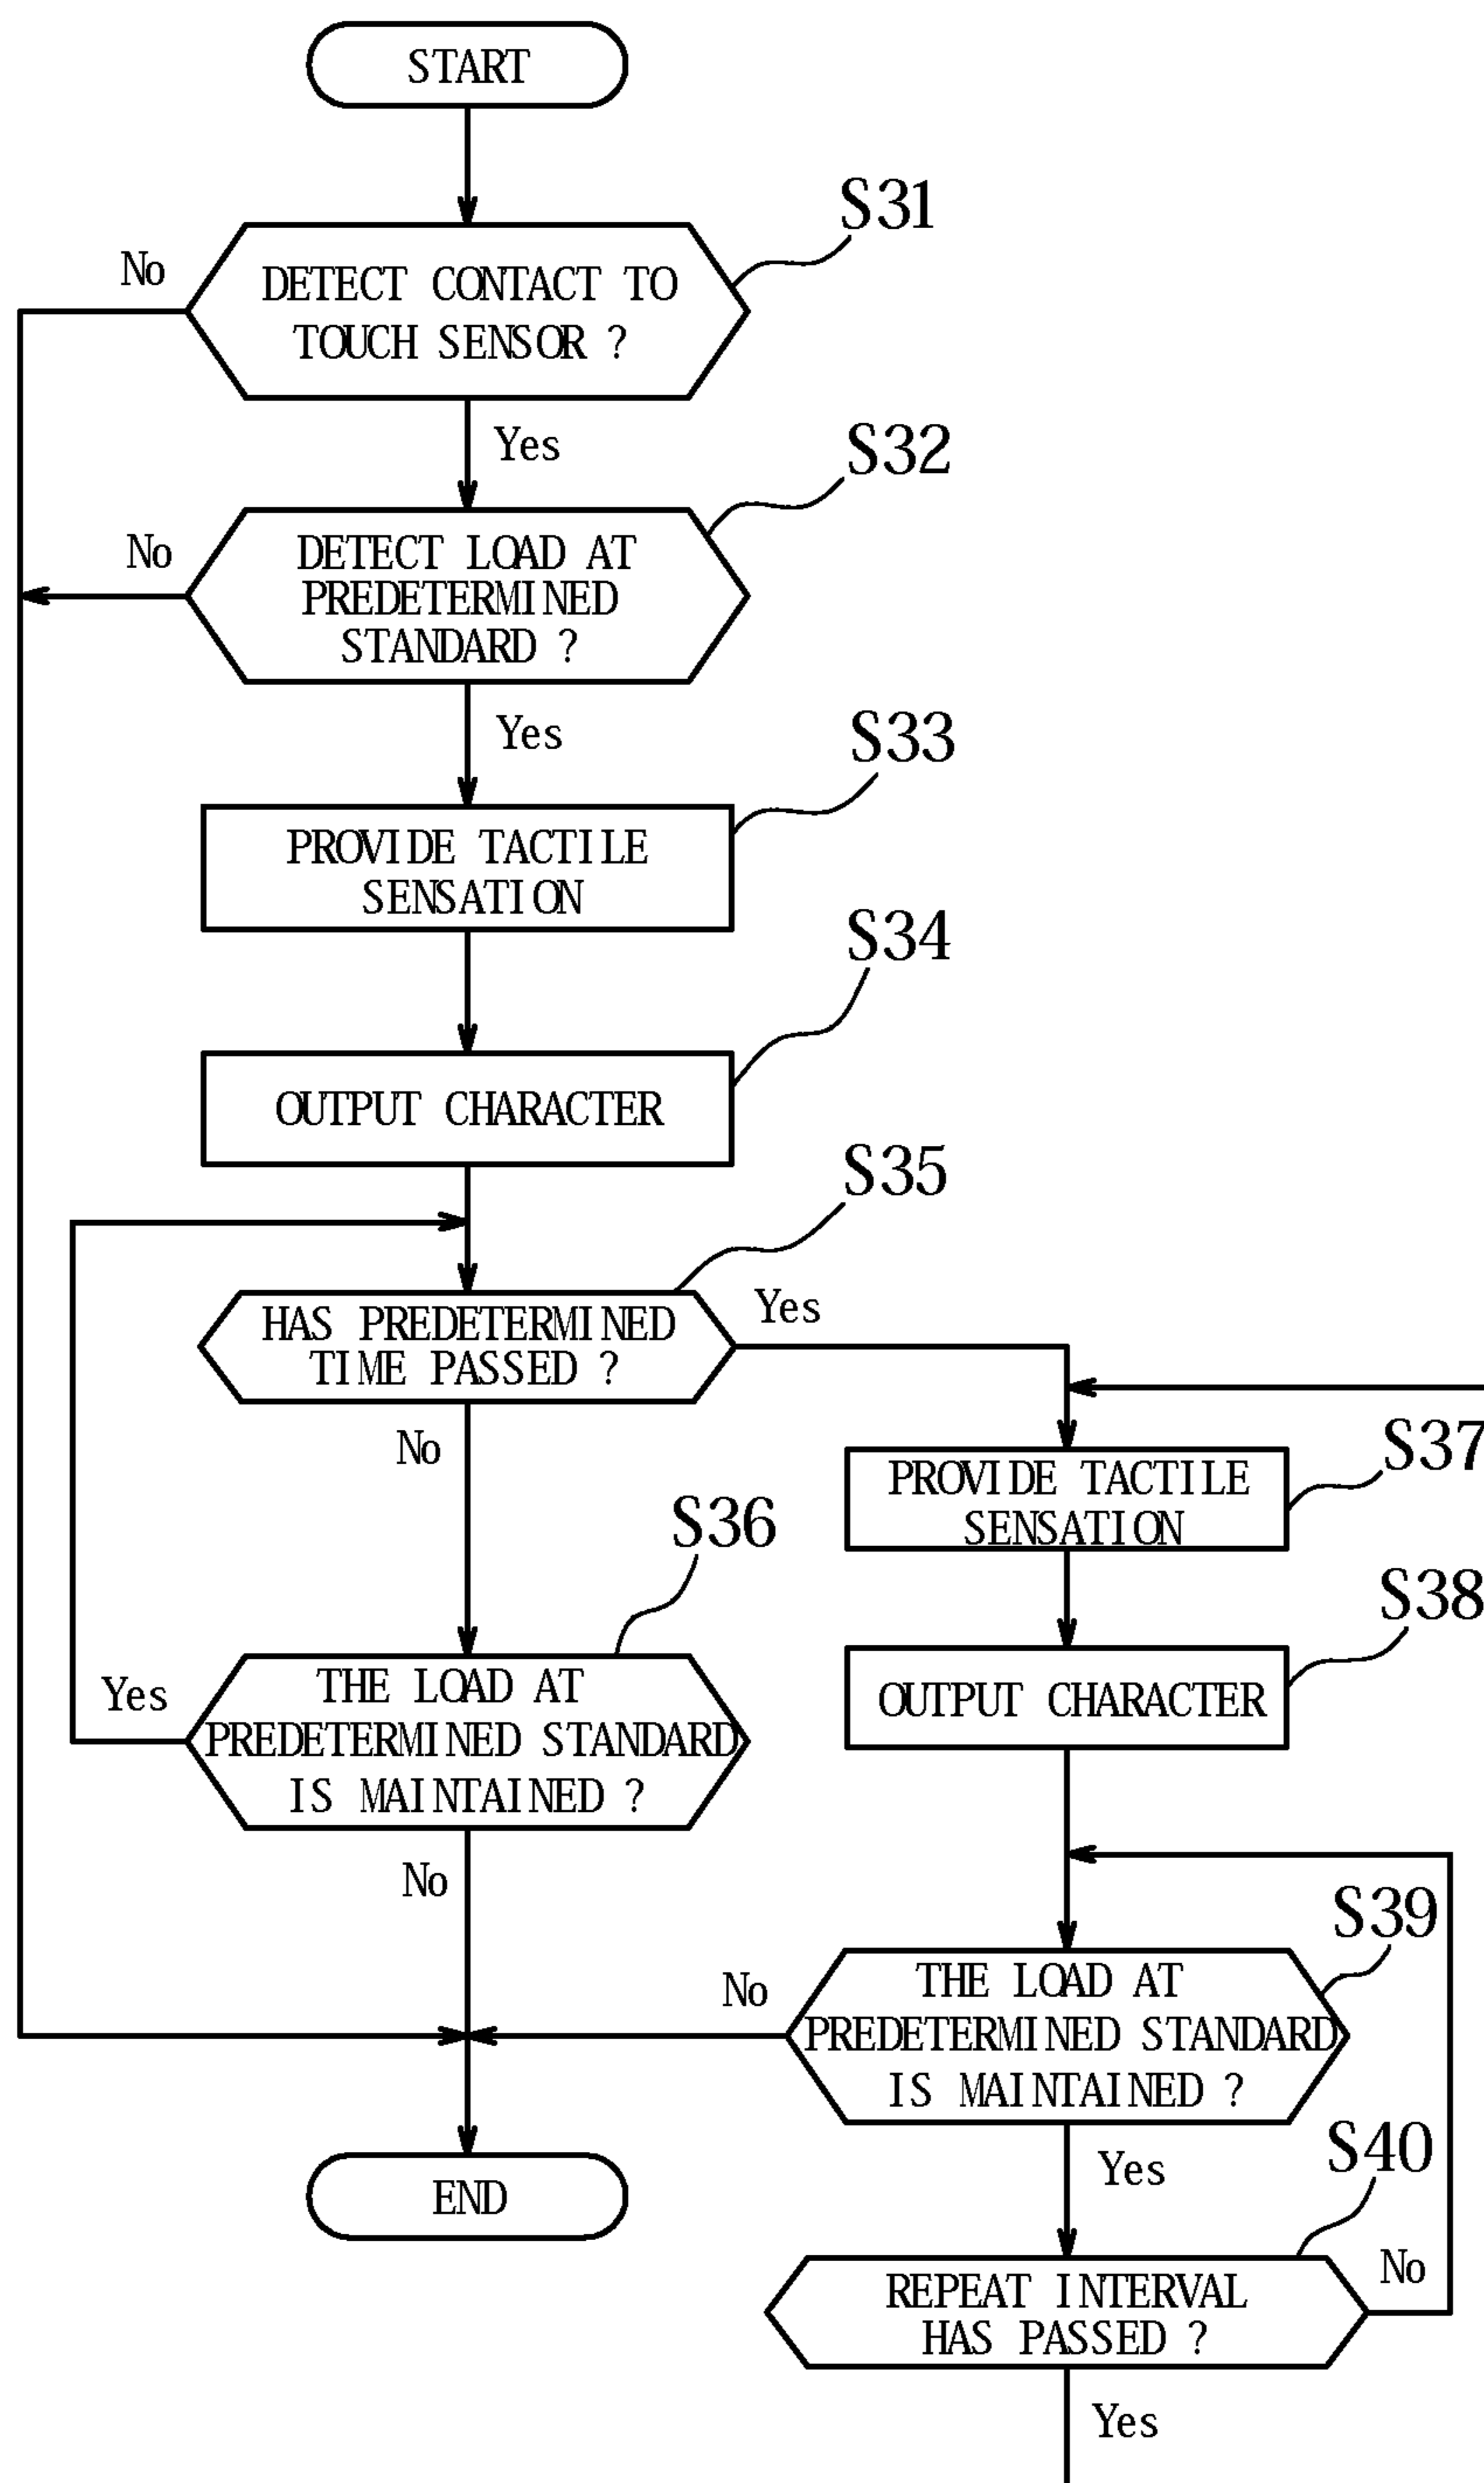 START
S31
No
DETECT CONTACT TO
TOUCH SENSOR ?
Yes
S32
No
DETECT LOAD AT
PREDETERMINED
STANDARD ?
Yes
S33
PROVIDE TACTILE
SENSATION
S34
OUTPUT CHARACTER
S35
HAS PREDETERMINED
TIME PASSED ?
Yes
No
S37
PROVIDE TACTILE
SENSATION
S36
S38
THE LOAD AT
PREDETERMINED STANDARD
IS MAINTAINED ?
Yes
OUTPUT CHARACTER
No
S39
No
THE LOAD AT
PREDETERMINED STANDARD
IS MAINTAINED ?
Yes
S40
END
REPEAT INTERVAL
HAS PASSED ?
No
Yes